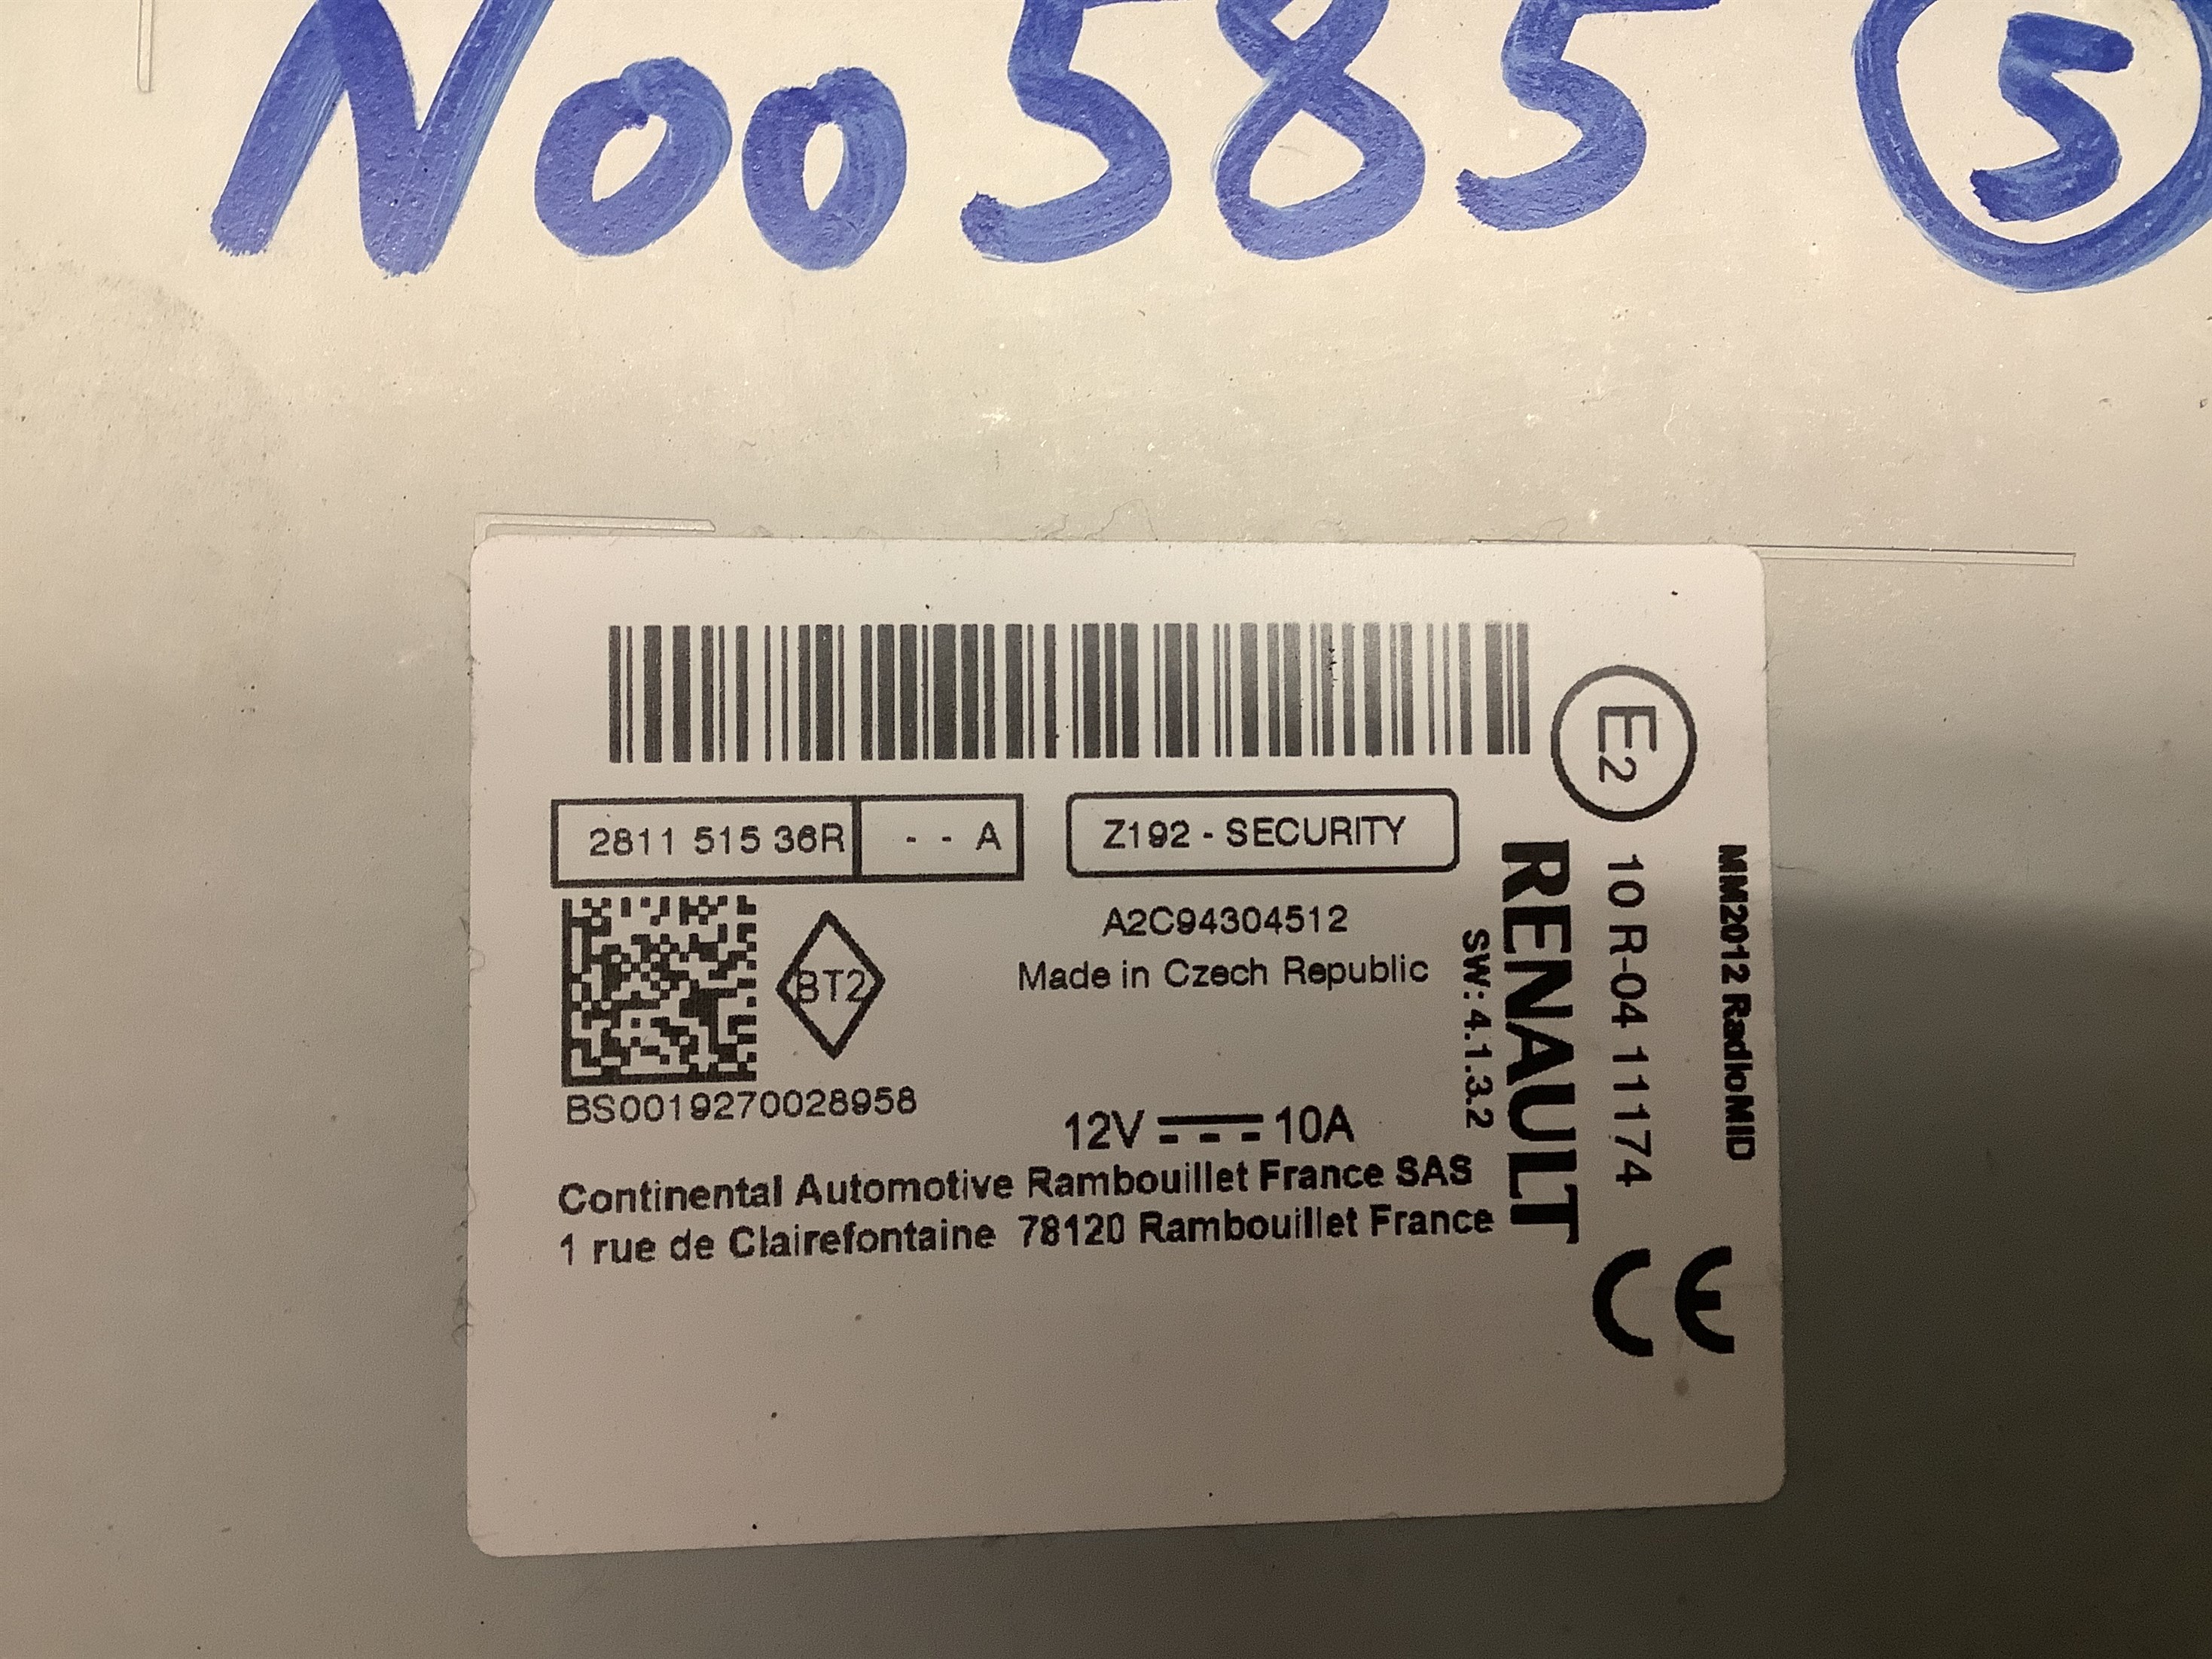 N00585 5
2811 515 36R - - A
Z192 - SECURITY
A2C94304512
Made in Czech Republic
BT2
BS0019270028958
12V 10A
Continental Automotive Rambouillet France SAS
1 rue de Clairefontaine 78120 Rambouillet France
SW:4.1.3.2
RENAULT
E2
10 R-04 11174
CE
MM2012 RadioMID